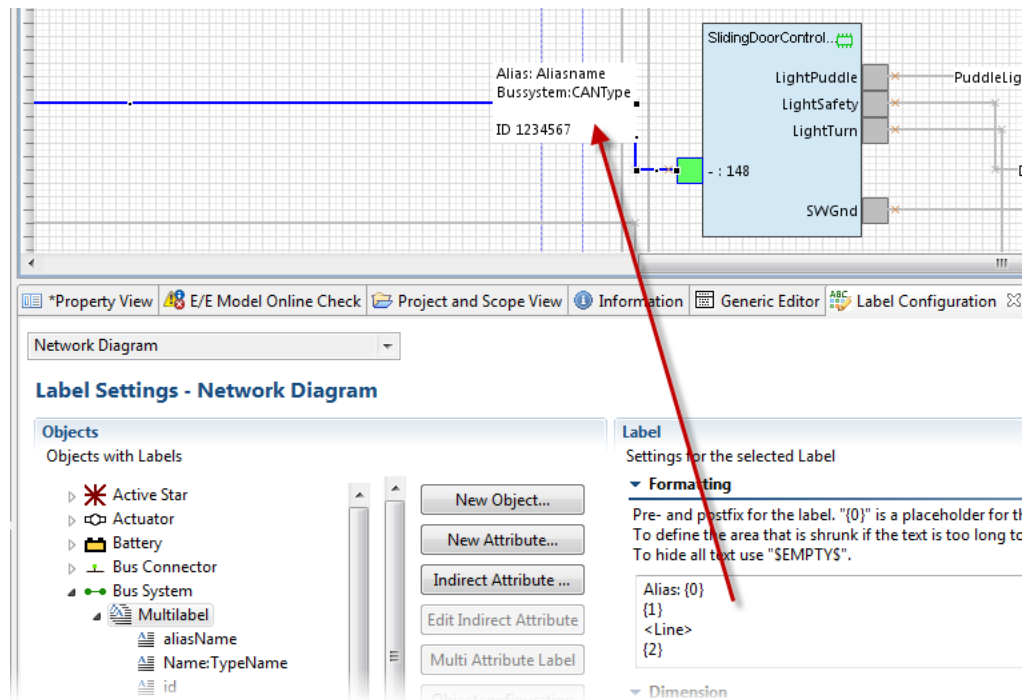 SlidingDoorControl...
Alias: Aliasname
Bussystem:CANType
ID 1234567
LightPuddle
LightSafety
LightTurn
- : 148
SWGnd
*Property View
E/E Model Online Check
Project and Scope View
Information
Generic Editor
ABC
Label Configuration
Network Diagram
Label Settings - Network Diagram
Objects
Objects with Labels
Active Star
Actuator
Battery
Bus Connector
Bus System
Multilabel
aliasName
Name:TypeName
id
New Object...
New Attribute...
Indirect Attribute ...
Edit Indirect Attribute
Multi Attribute Label
Label
Settings for the selected Label
Formatting
Pre- and postfix for the label. "{0}" is a placeholder for
To define the area that is shrunk if the text is too long to
To hide all text use "$EMPTY$".
Alias: {0}
{1}
<Line>
{2}
Dimension